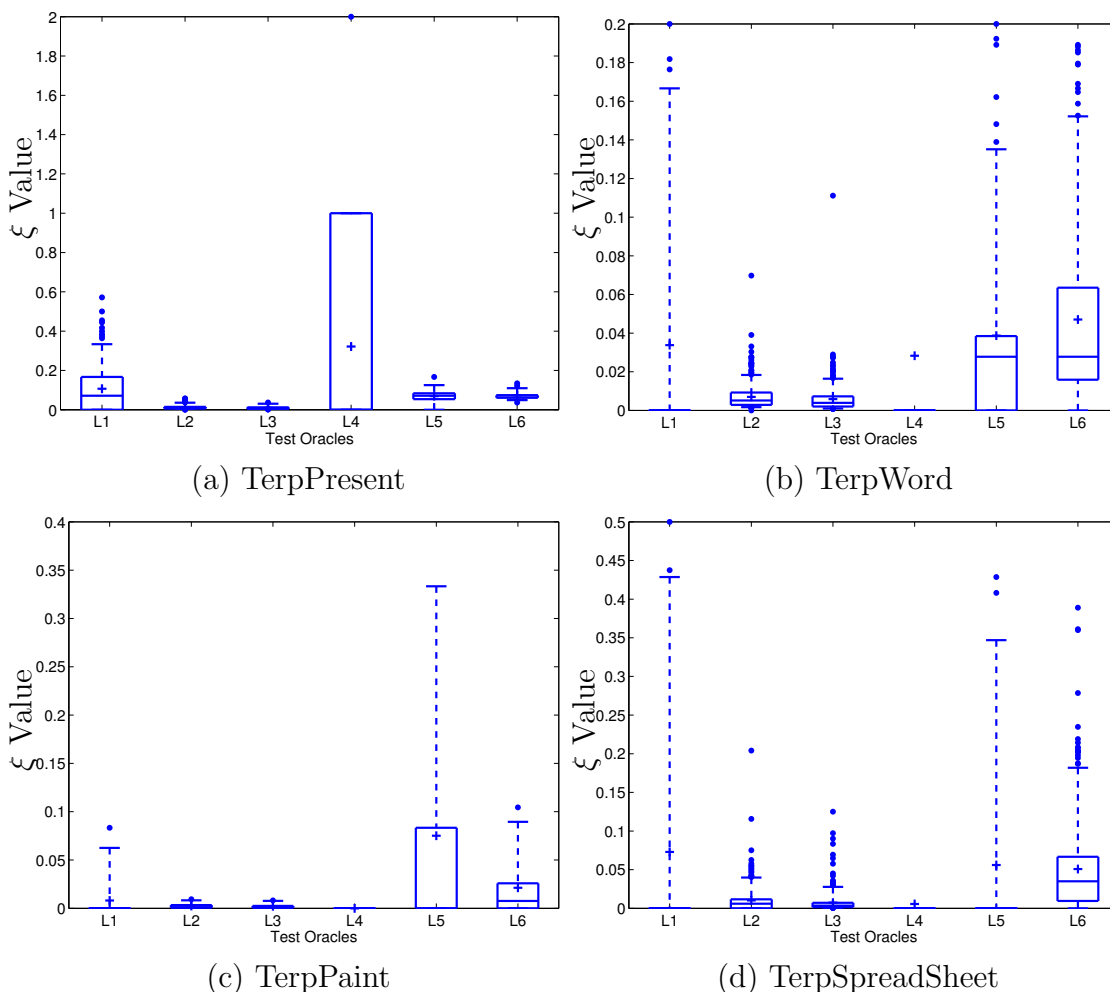 2
1.8
1.6
1.4
1.2
1
0.8
0.6
0.4
0.2
0
ξ Value
L1 L2 L3 L4 L5 L6
Test Oracles
(a) TerpPresent
0.2
0.18
0.16
0.14
0.12
0.1
0.08
0.06
0.04
0.02
0
ξ Value
L1 L2 L3 L4 L5 L6
Test Oracles
(b) TerpWord
0.4
0.35
0.3
0.25
0.2
0.15
0.1
0.05
0
ξ Value
L1 L2 L3 L4 L5 L6
Test Oracles
(c) TerpPaint
0.5
0.45
0.4
0.35
0.3
0.25
0.2
0.15
0.1
0.05
0
ξ Value
L1 L2 L3 L4 L5 L6
Test Oracles
(d) TerpSpreadSheet